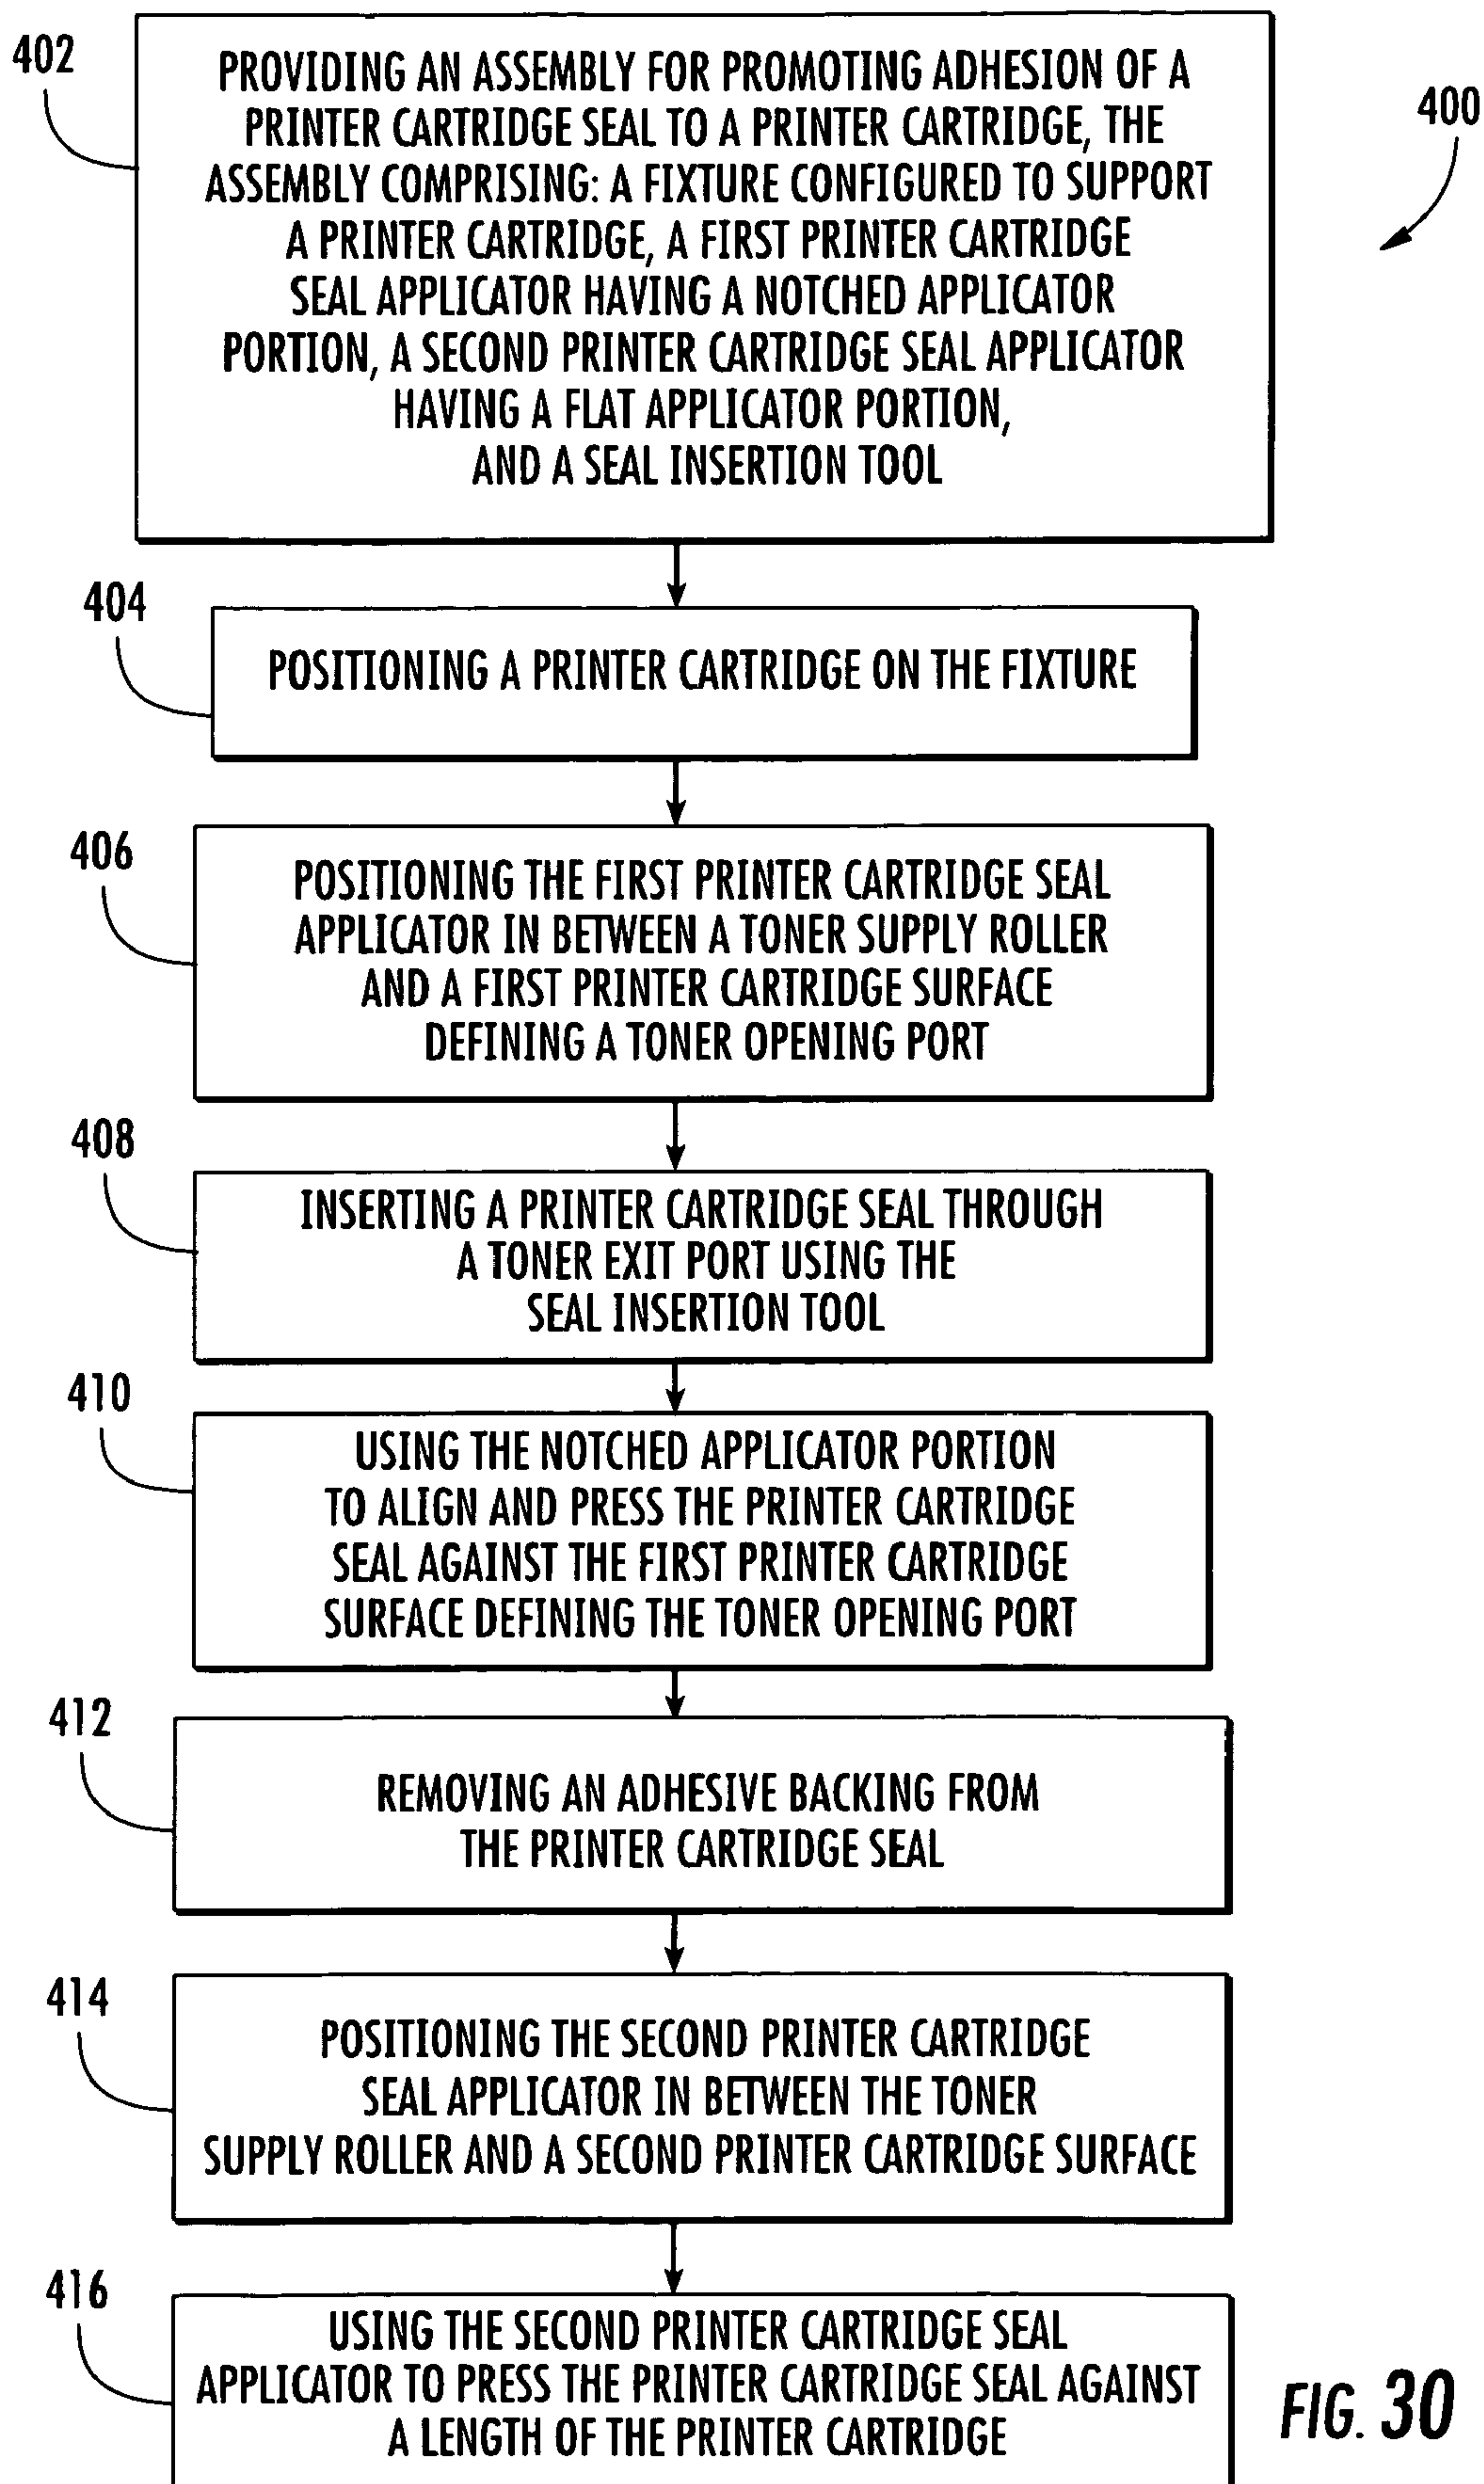 402
400
PROVIDING AN ASSEMBLY FOR PROMOTING ADHESION OF A
PRINTER CARTRIDGE SEAL TO A PRINTER CARTRIDGE, THE
ASSEMBLY COMPRISING: A FIXTURE CONFIGURED TO SUPPORT
A PRINTER CARTRIDGE, A FIRST PRINTER CARTRIDGE
SEAL APPLICATOR HAVING A NOTCHED APPLICATOR
PORTION, A SECOND PRINTER CARTRIDGE SEAL APPLICATOR
HAVING A FLAT APPLICATOR PORTION,
AND A SEAL INSERTION TOOL
404
POSITIONING A PRINTER CARTRIDGE ON THE FIXTURE
406
POSITIONING THE FIRST PRINTER CARTRIDGE SEAL
APPLICATOR IN BETWEEN A TONER SUPPLY ROLLER
AND A FIRST PRINTER CARTRIDGE SURFACE
DEFINING A TONER OPENING PORT
408
INSERTING A PRINTER CARTRIDGE SEAL THROUGH
A TONER EXIT PORT USING THE
SEAL INSERTION TOOL
410
USING THE NOTCHED APPLICATOR PORTION
TO ALIGN AND PRESS THE PRINTER CARTRIDGE
SEAL AGAINST THE FIRST PRINTER CARTRIDGE
SURFACE DEFINING THE TONER OPENING PORT
412
REMOVING AN ADHESIVE BACKING FROM
THE PRINTER CARTRIDGE SEAL
414
POSITIONING THE SECOND PRINTER CARTRIDGE
SEAL APPLICATOR IN BETWEEN THE TONER
SUPPLY ROLLER AND A SECOND PRINTER CARTRIDGE SURFACE
416
USING THE SECOND PRINTER CARTRIDGE SEAL
APPLICATOR TO PRESS THE PRINTER CARTRIDGE SEAL AGAINST
A LENGTH OF THE PRINTER CARTRIDGE
FIG. 30